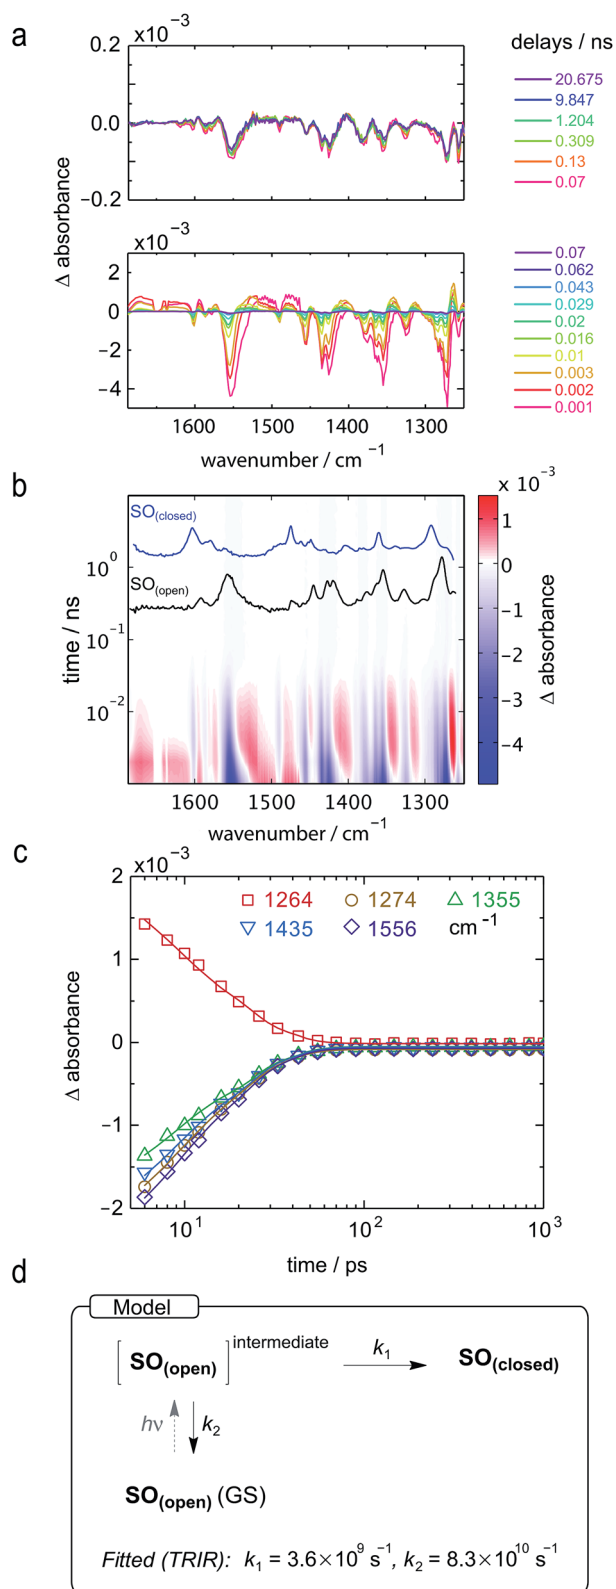 a
×10⁻³
0.2
0.0
−0.2
delays / ns
20.675
9.847
1.204
0.309
0.13
0.07
Δ absorbance
×10⁻³
2
0
−2
−4
1600
1500
1400
1300
wavenumber / cm⁻¹
0.07
0.062
0.043
0.029
0.02
0.016
0.01
0.003
0.002
0.001
b
SO(closed)
SO(open)
10⁰
10⁻¹
10⁻²
time / ns
1600
1500
1400
1300
wavenumber / cm⁻¹
x 10⁻³
1
0
-1
-2
-3
-4
Δ absorbance
c
×10⁻³
2
1
0
−1
−2
Δ absorbance
1264
1274
1355
1435
1556
cm⁻¹
10¹
10²
10³
time / ps
d
Model
[SO(open)]intermediate
k₁
SO(closed)
hν
k₂
SO(open) (GS)
Fitted (TRIR): k₁ = 3.6×10⁹ s⁻¹, k₂ = 8.3×10¹⁰ s⁻¹